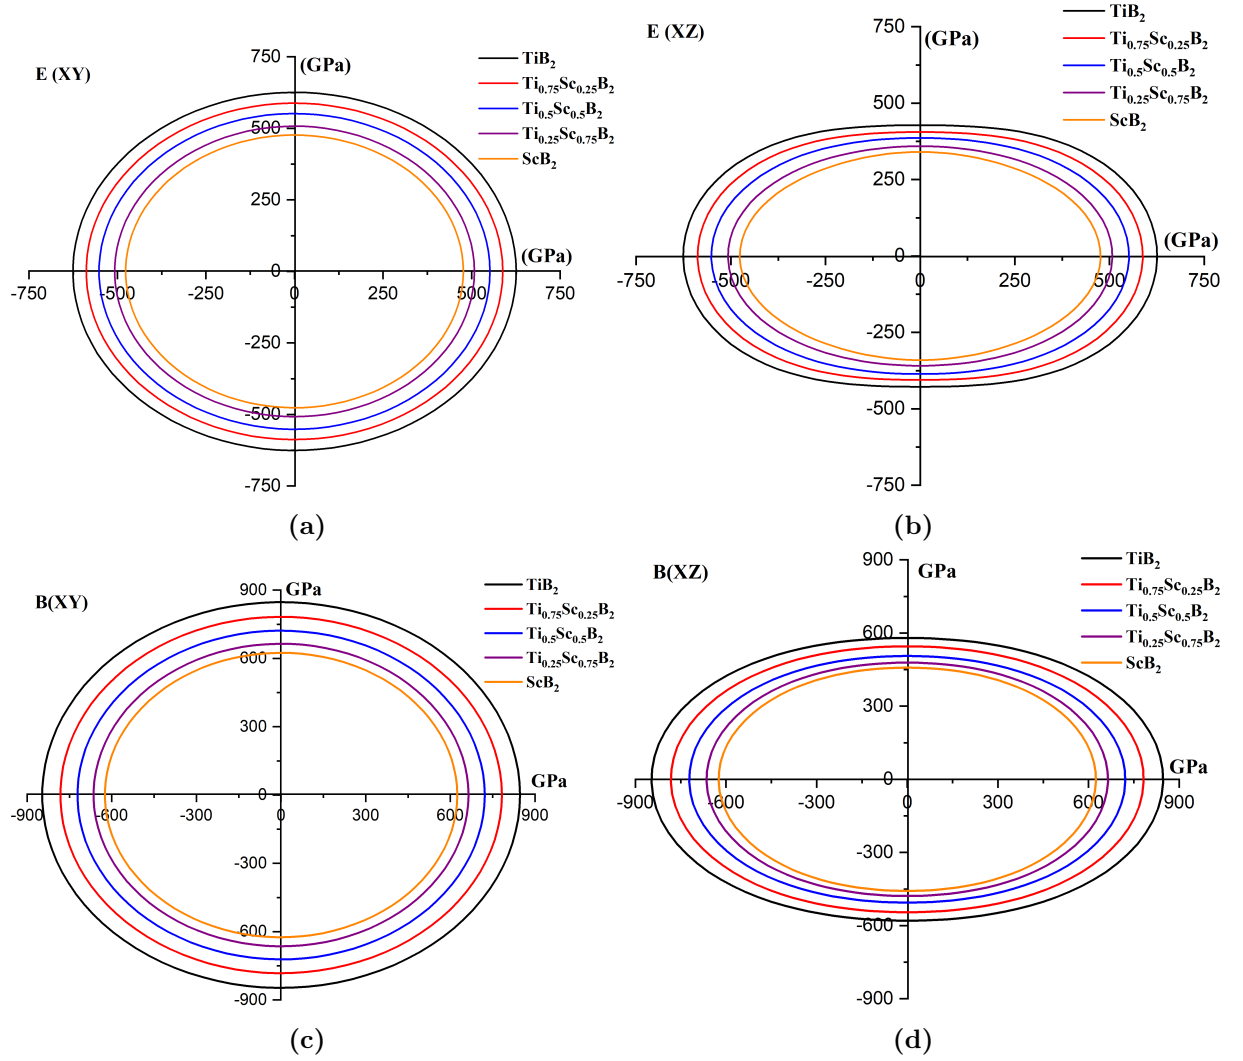 E (XY)
750
(GPa)
TiB2
Ti0.75Sc0.25B2
Ti0.5Sc0.5B2
Ti0.25Sc0.75B2
ScB2
500
250
(GPa)
0
-750 -500 -250 0 250 500 750
-250
-500
-750
(a)
E (XZ)
750
(GPa)
TiB2
Ti0.75Sc0.25B2
Ti0.5Sc0.5B2
Ti0.25Sc0.75B2
ScB2
500
250
0
(GPa)
-750 -500 -250 0 250 500 750
-250
-500
-750
(b)
B(XY)
900
GPa
TiB2
Ti0.75Sc0.25B2
Ti0.5Sc0.5B2
Ti0.25Sc0.75B2
ScB2
600
300
GPa
0
-900 -600 -300 0 300 600 900
-300
-600
-900
(c)
B(XZ)
900
GPa
TiB2
Ti0.75Sc0.25B2
Ti0.5Sc0.5B2
Ti0.25Sc0.75B2
ScB2
600
300
GPa
0
-900 -600 -300 0 300 600 900
-300
-600
-900
(d)